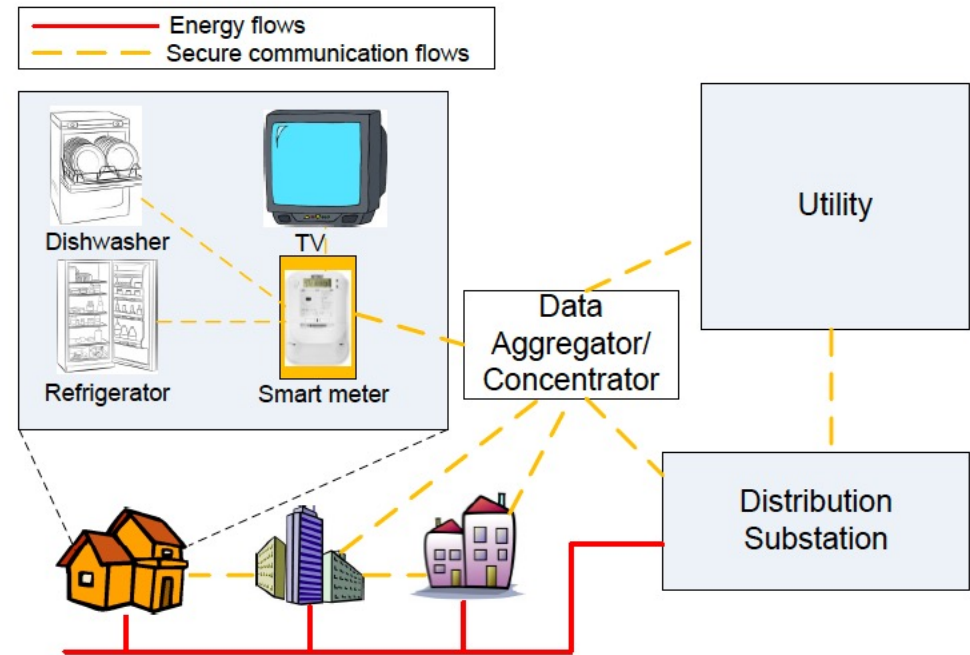 Energy flows
Secure communication flows
Dishwasher
TV
Refrigerator
Smart meter
Data
Aggregator/
Concentrator
Utility
Distribution
Substation